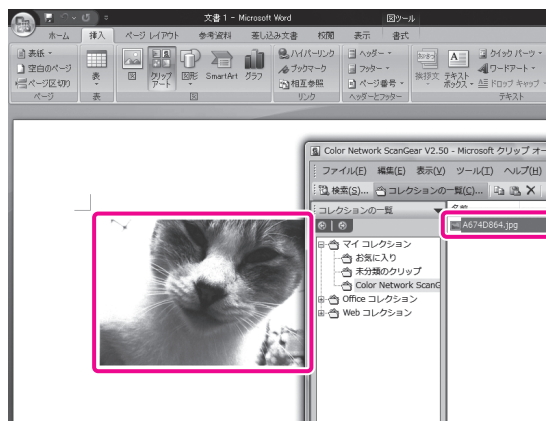 文書 1 - Microsoft Word
図ツール
ホーム 挿入 ページ レイアウト 参考資料 差し込み文書 校閲 表示 書式
表紙
空白のページ
ページ区切り
ページ
表
表
図
クリップ アート
図形
SmartArt
グラフ
図
ハイパーリンク
ブックマーク
相互参照
リンク
ヘッダー
フッター
ページ番号
ヘッダーとフッター
挨拶文
テキスト ボックス
クイック パーツ
ワードアート
ドロップ キャップ
テキスト
Color Network ScanGear V2.50 - Microsoft クリップ オー
ファイル(F) 編集(E) 表示(V) ツール(T) ヘルプ(H)
検索(S)... コレクションの一覧(C)...
コレクションの一覧
A674D864.jpg
マイ コレクション
お気に入り
未分類のクリップ
Color Network ScanG
Office コレクション
Web コレクション